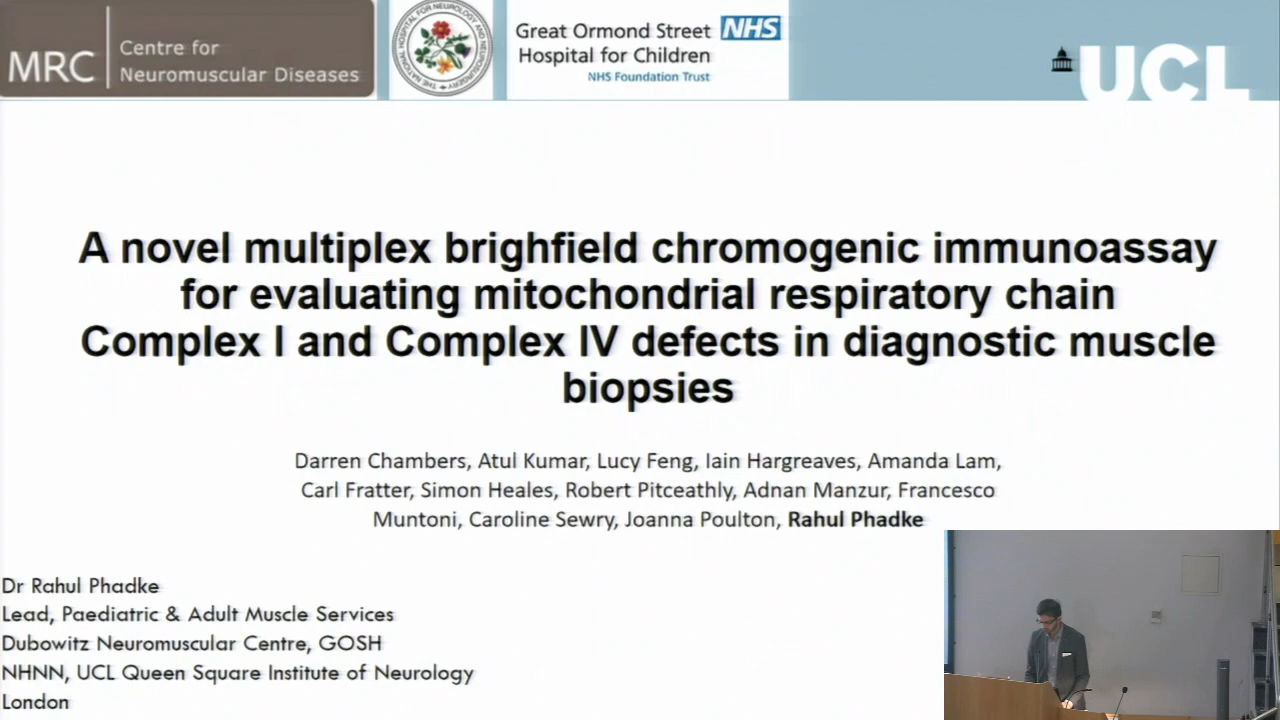 MRC
Centre for
Neuromuscular Diseases
Great Ormond Street NHS
Hospital for Children
NHS Foundation Trust
UCL
A novel multiplex brighfield chromogenic immunoassay
for evaluating mitochondrial respiratory chain
Complex I and Complex IV defects in diagnostic muscle
biopsies
Darren Chambers, Atul Kumar, Lucy Feng, Iain Hargreaves, Amanda Lam,
Carl Fratter, Simon Heales, Robert Pitceathly, Adnan Manzur, Francesco
Muntoni, Caroline Sewry, Joanna Poulton, Rahul Phadke
Dr Rahul Phadke
Lead, Paediatric & Adult Muscle Services
Dubowitz Neuromuscular Centre, GOSH
NHNN, UCL Queen Square Institute of Neurology
London